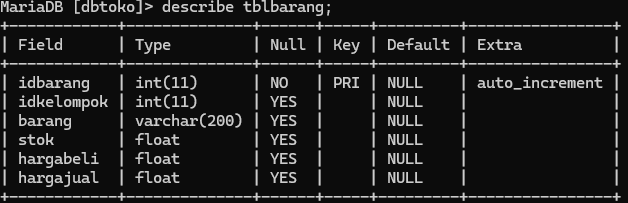 MariaDB [dbtoko]> describe tblbarang;
+------------+--------------+------+-----+---------+----------------+
| Field      | Type         | Null | Key | Default | Extra          |
+------------+--------------+------+-----+---------+----------------+
| idbarang   | int(11)      | NO   | PRI | NULL    | auto_increment |
| idkelompok | int(11)      | YES  |     | NULL    |                |
| barang     | varchar(200) | YES  |     | NULL    |                |
| stok       | float        | YES  |     | NULL    |                |
| hargabeli  | float        | YES  |     | NULL    |                |
| hargajual  | float        | YES  |     | NULL    |                |
+------------+--------------+------+-----+---------+----------------+